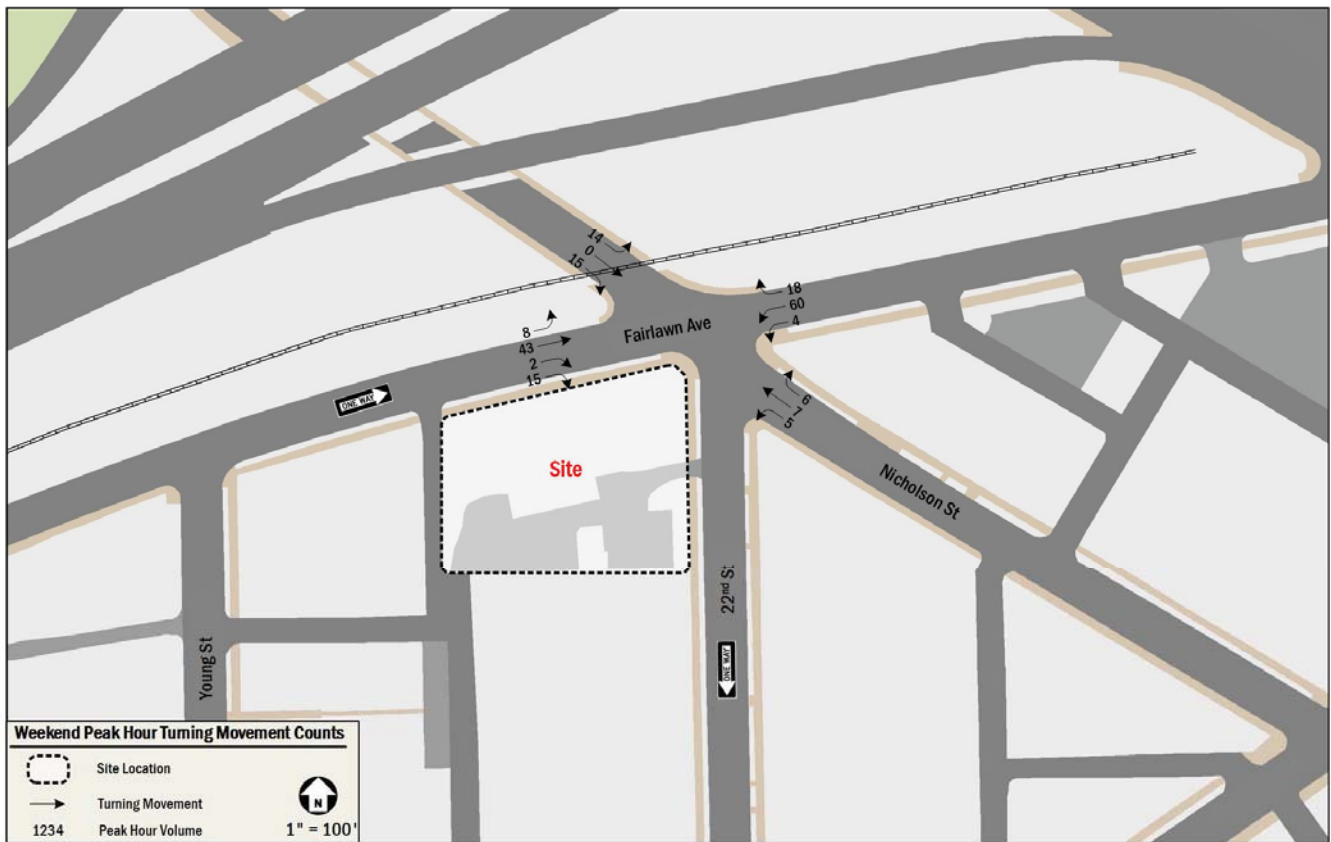 14
0
15
18
60
4
8
43
2
15
Fairlawn Ave
ONE WAY
6
7
5
Site
Nicholson St
22nd St
ONE WAY
Young St
Weekend Peak Hour Turning Movement Counts
Site Location
Turning Movement
N
1234 Peak Hour Volume
1" = 100'